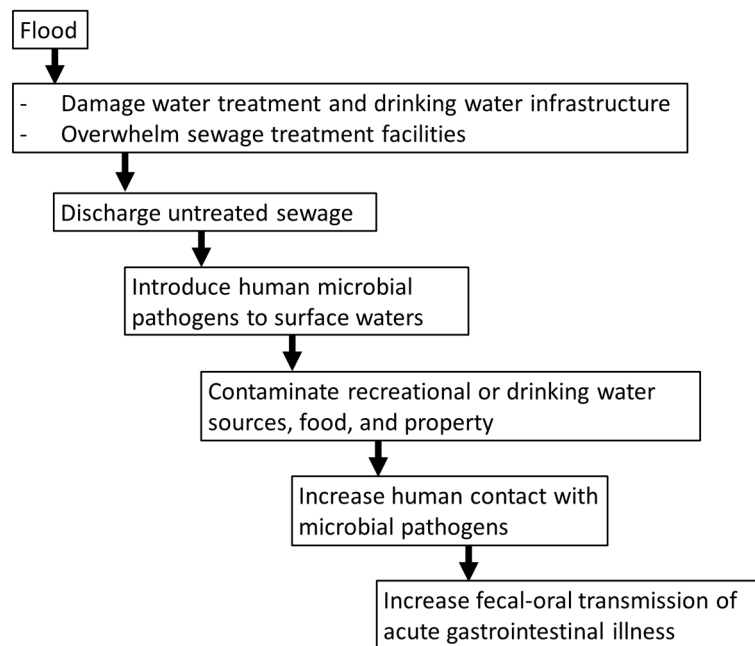 Flood
- Damage water treatment and drinking water infrastructure
- Overwhelm sewage treatment facilities
Discharge untreated sewage
Introduce human microbial
pathogens to surface waters
Contaminate recreational or drinking water
sources, food, and property
Increase human contact with
microbial pathogens
Increase fecal-oral transmission of
acute gastrointestinal illness